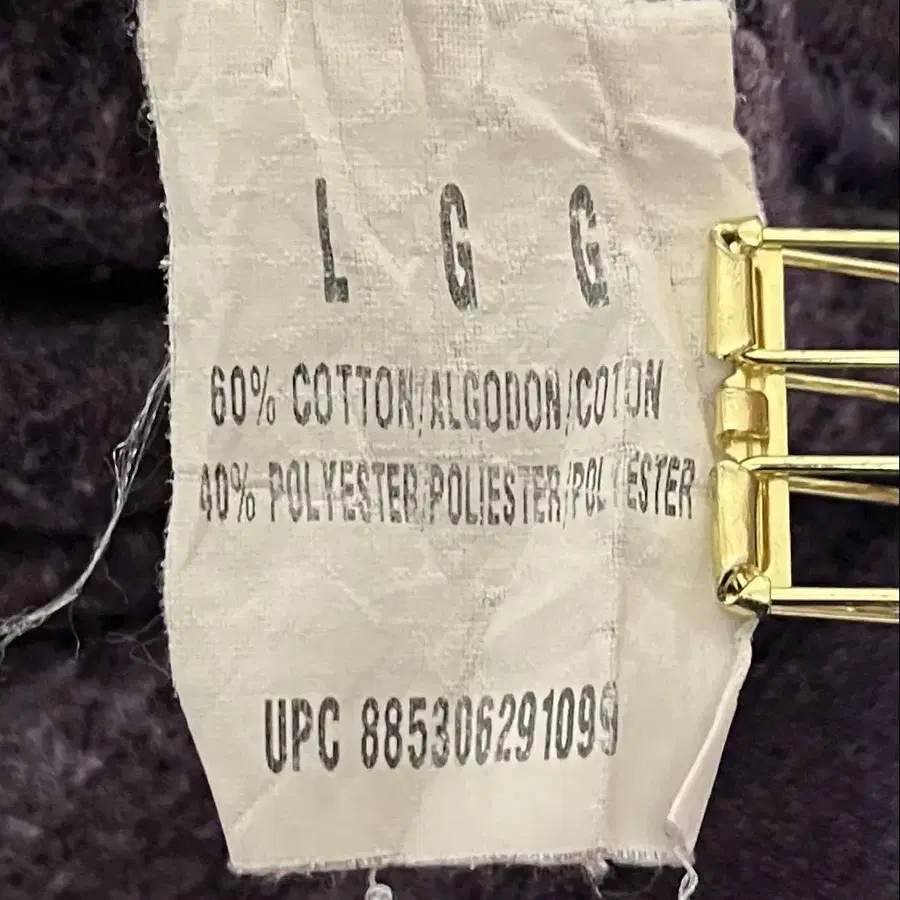 L G G
60% COTTON/ALGODON/COTON
40% POLYESTER/POLIESTER/POLYESTER
UPC 885306291099